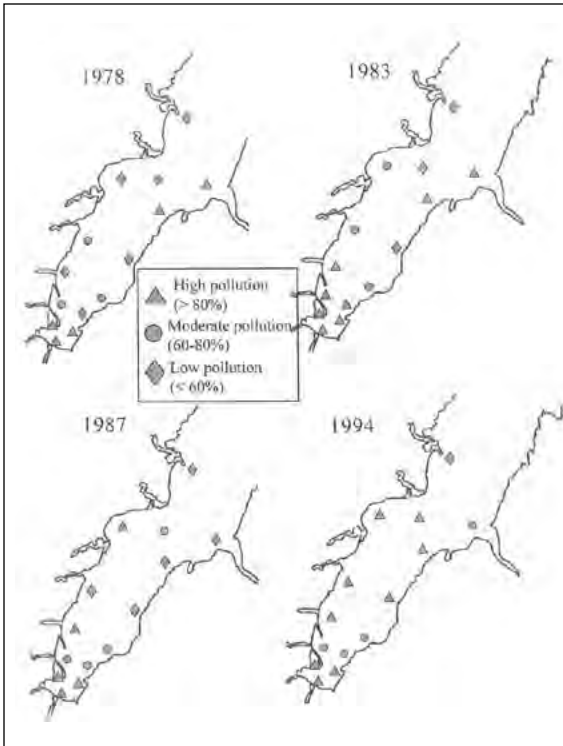 1978
1983
High pollution
(> 80%)
Moderate pollution
(60-80%)
Low pollution
(< 60%)
1987
1994